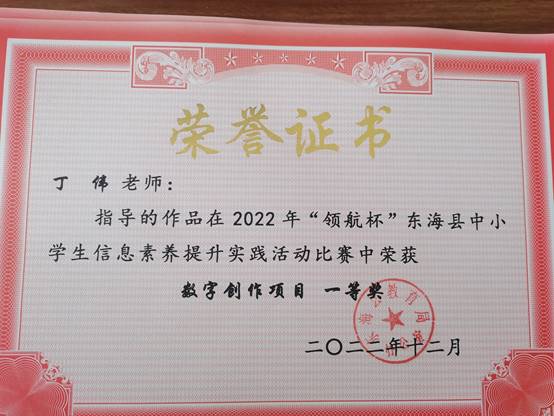 荣誉证书
丁 伟 老师：
指导的作品在 2022 年“领航杯”东海县中小
学生信息素养提升实践活动比赛中荣获
数字创作项目 一等奖
二〇二二年十二月